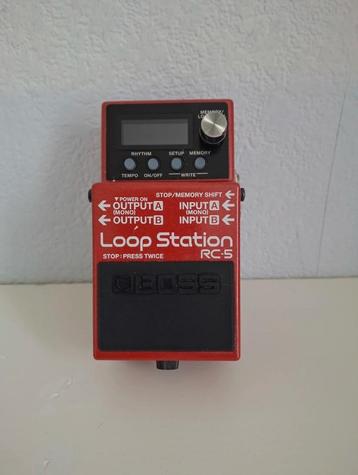 MEMORY/
RHYTHM SETUP MEMORY
TEMPO ON/OFF WRITE
STOP/MEMORY SHIFT
▼POWER ON
OUTPUT A INPUT A
(MONO) (MONO)
OUTPUT B INPUT B
Loop Station
RC-5
STOP : PRESS TWICE
BOSS